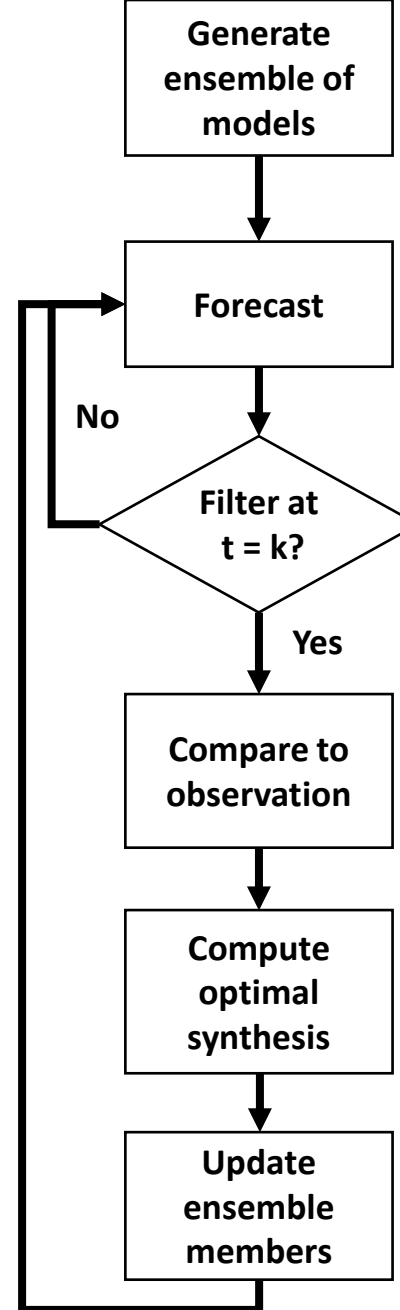 Generate
ensemble of
models
Forecast
No
Filter at
t = k?
Yes
Compare to
observation
Compute
optimal
synthesis
Update
ensemble
members